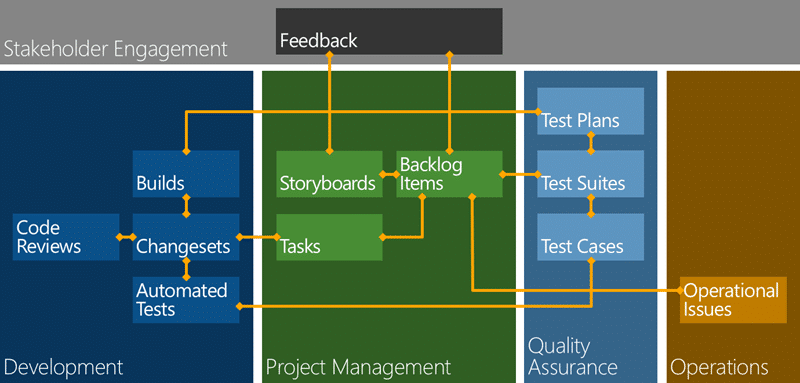 Feedback
Stakeholder Engagement
Test Plans
Builds
Storyboards
Backlog
Items
Test Suites
Code
Reviews
Changesets
Tasks
Test Cases
Automated
Tests
Operational
Issues
Development
Project Management
Quality
Assurance
Operations